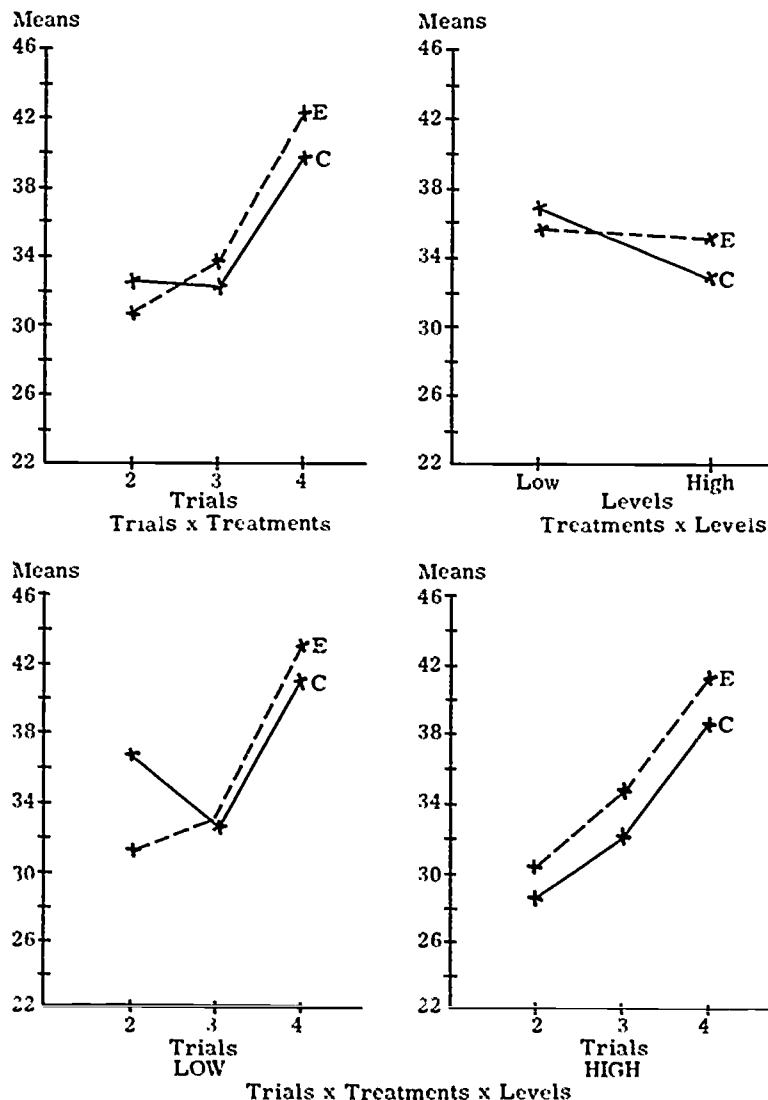 Means
46
42
38
34
30
26
22
E
C
2 3 4
Trials
Trials x Treatments
Means
46
42
38
34
30
26
22
E
C
Low High
Levels
Treatments x Levels
Means
46
42
38
34
30
26
22
E
C
2 3 4
Trials
LOW
Means
46
42
38
34
30
26
22
E
C
2 3 4
Trials
HIGH
Trials x Treatments x Levels